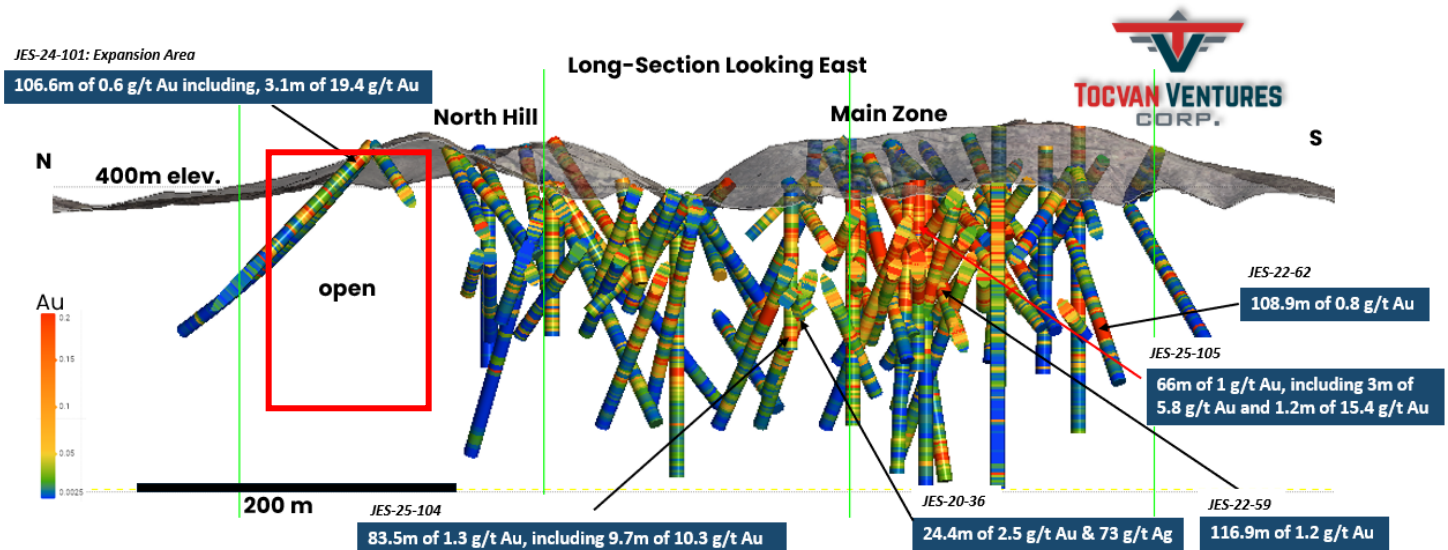 JES-24-101: Expansion Area
106.6m of 0.6 g/t Au including, 3.1m of 19.4 g/t Au
Long-Section Looking East
TOCVAN VENTURES
CORP.
North Hill
Main Zone
N
S
400m elev.
open
Au
0.2
0.15
0.1
0.05
0.0025
200 m
JES-22-62
108.9m of 0.8 g/t Au
JES-25-105
66m of 1 g/t Au, including 3m of
5.8 g/t Au and 1.2m of 15.4 g/t Au
JES-25-104
83.5m of 1.3 g/t Au, including 9.7m of 10.3 g/t Au
JES-20-36
24.4m of 2.5 g/t Au & 73 g/t Ag
JES-22-59
116.9m of 1.2 g/t Au